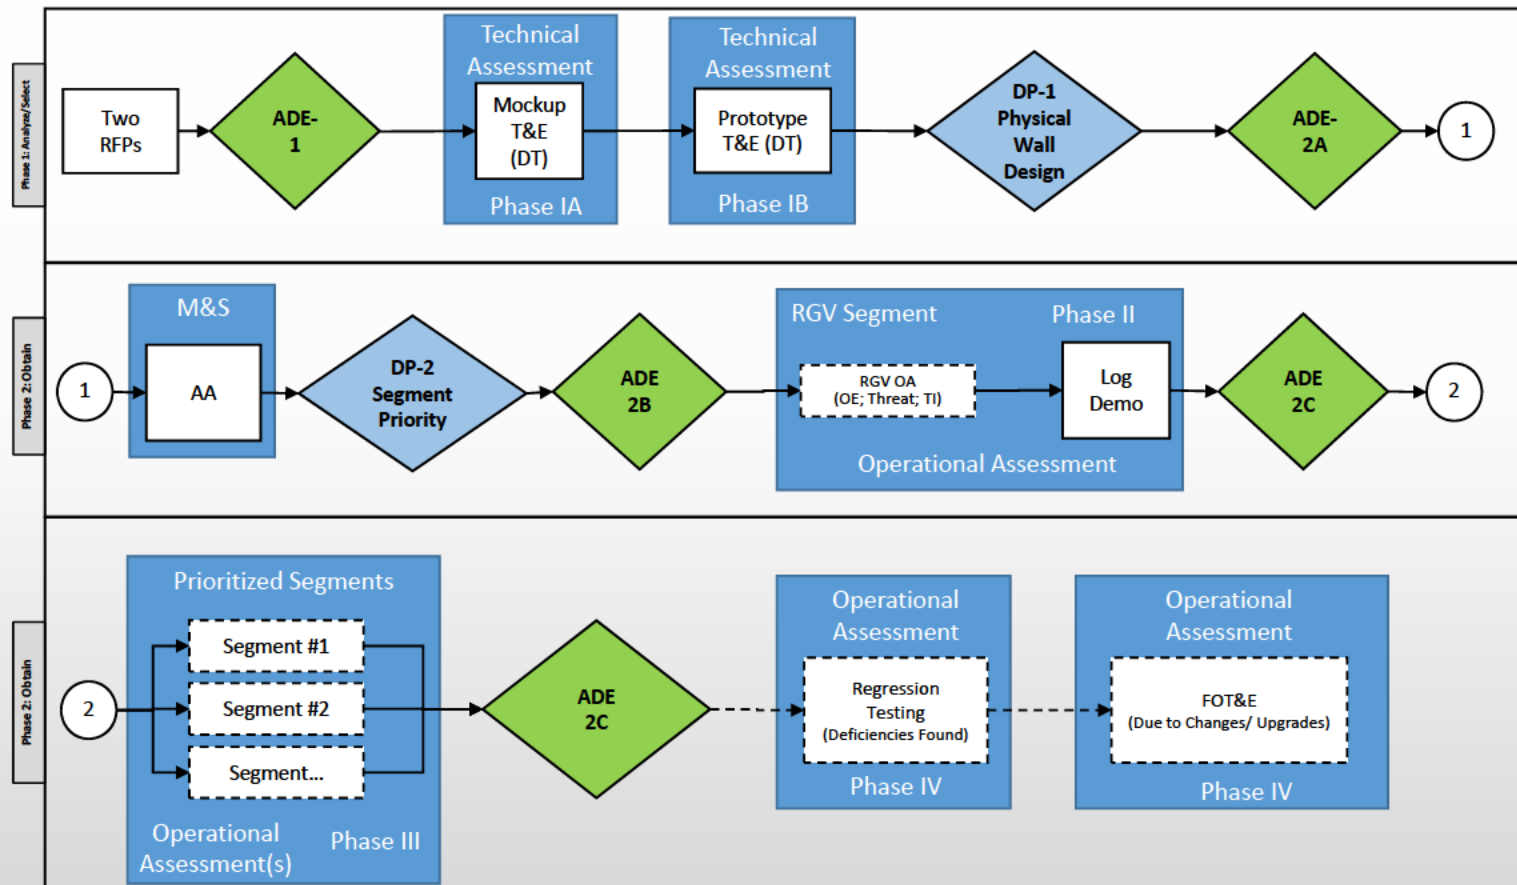 Phase 1: Analyze/Select
Two
RFPs
ADE-
1
Technical
Assessment
Mockup
T&E
(DT)
Phase IA
Technical
Assessment
Prototype
T&E (DT)
Phase IB
DP-1
Physical
Wall
Design
ADE-
2A
1
Phase 2: Obtain
1
M&S
AA
DP-2
Segment
Priority
ADE
2B
RGV Segment
Phase II
RGV OA
(OE; Threat; TI)
Log
Demo
Operational Assessment
ADE
2C
2
Phase 2: Obtain
2
Prioritized Segments
Segment #1
Segment #2
Segment...
Operational
Assessment(s)
Phase III
ADE
2C
Operational
Assessment
Regression
Testing
(Deficiencies Found)
Phase IV
Operational
Assessment
FOT&E
(Due to Changes/ Upgrades)
Phase IV